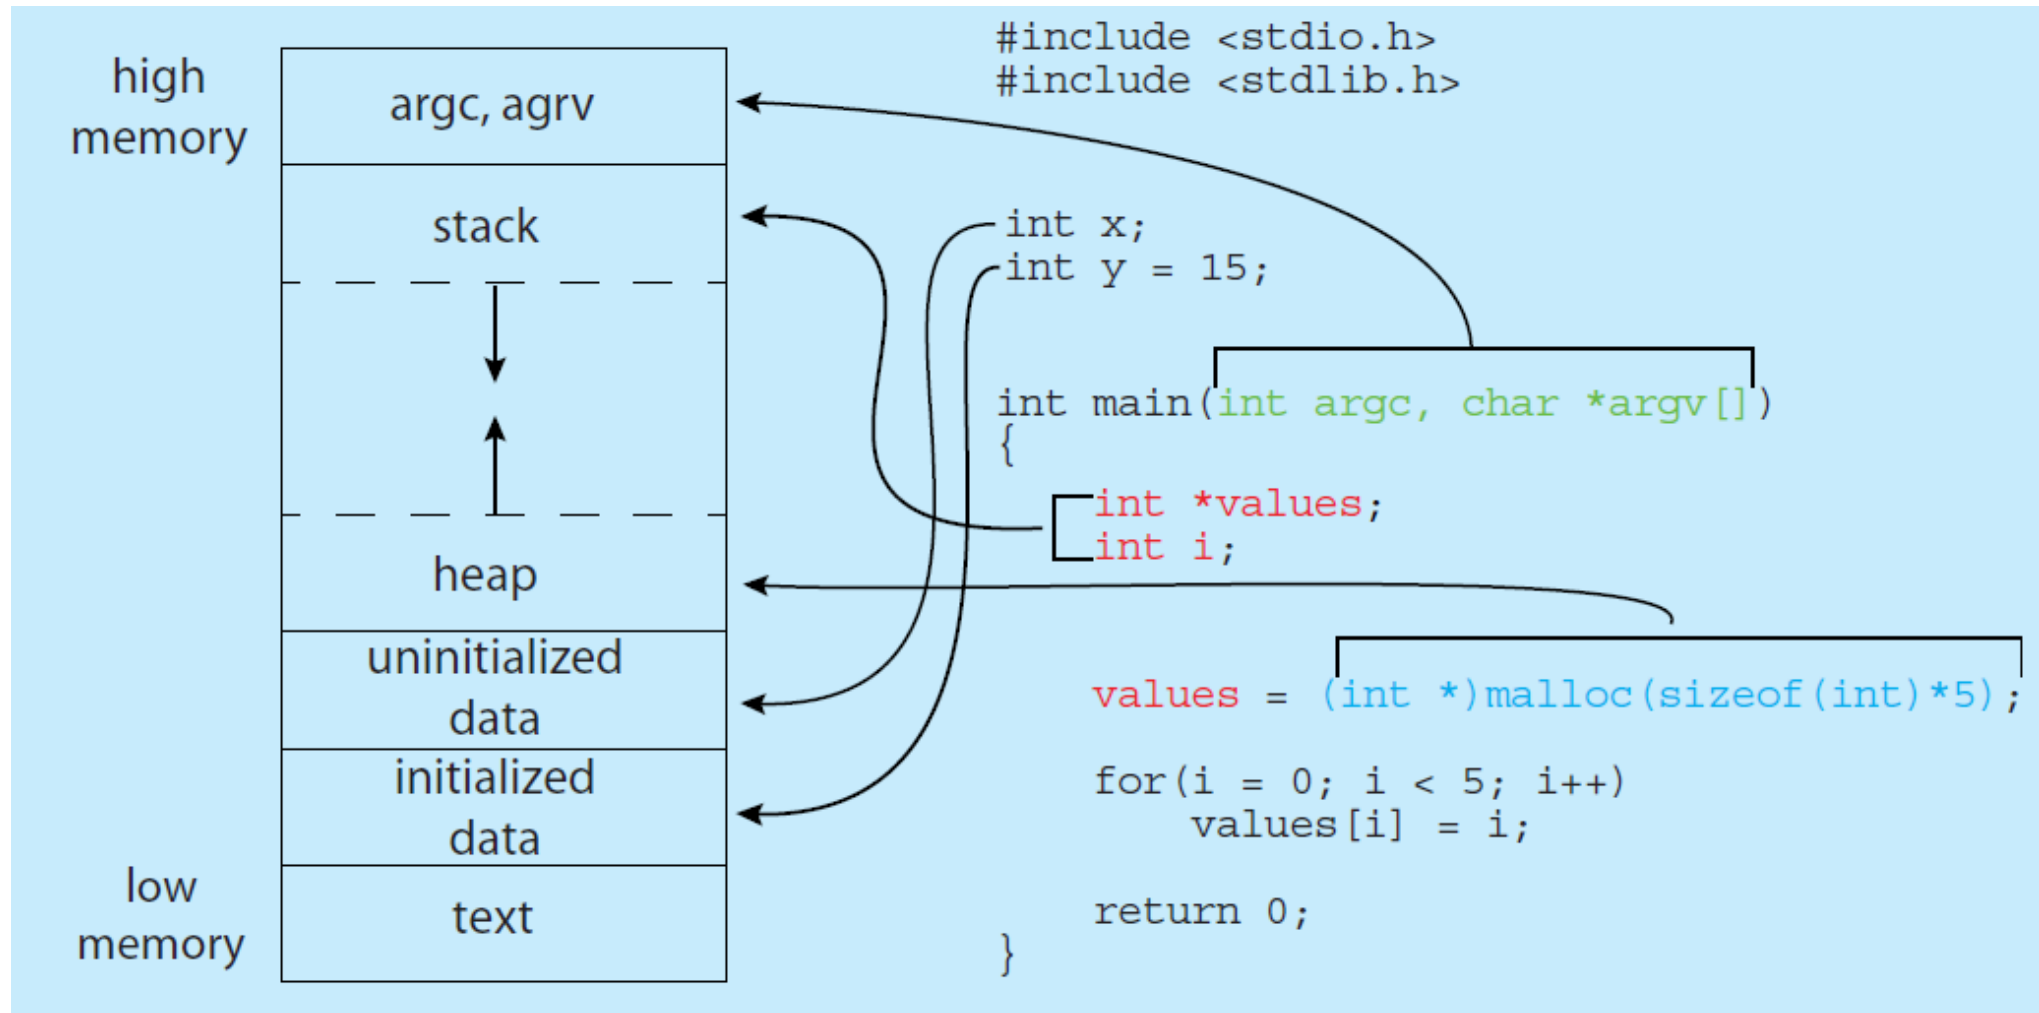 high
memory
argc, agrv
stack
heap
uninitialized
data
initialized
data
low
memory
text
#include <stdio.h>
#include <stdlib.h>
int x;
int y = 15;
int main(int argc, char *argv[])
{
int *values;
int i;
values = (int *)malloc(sizeof(int)*5);
for(i = 0; i < 5; i++)
values[i] = i;
return 0;
}